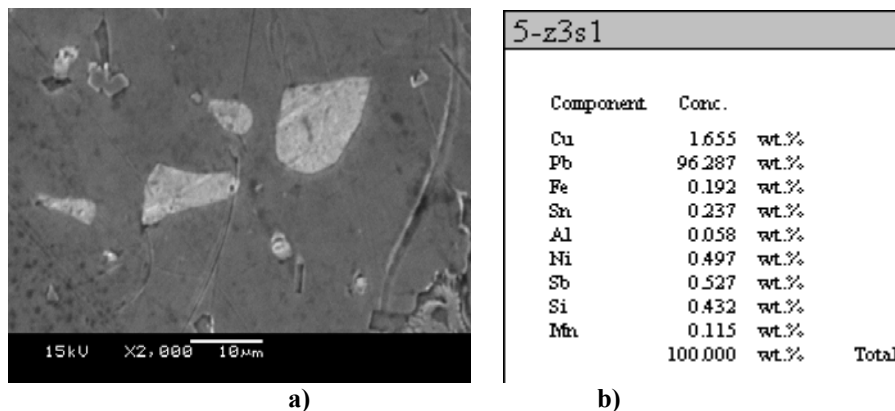 5-z3s1
Component Conc.
Cu 1.655 wt.%
Pb 96.287 wt.%
Fe 0.192 wt.%
Sn 0.237 wt.%
Al 0.058 wt.%
Ni 0.497 wt.%
Sb 0.527 wt.%
Si 0.432 wt.%
Mn 0.115 wt.%
100.000 wt.% Total
15kV X2,000 10μm
a) b)